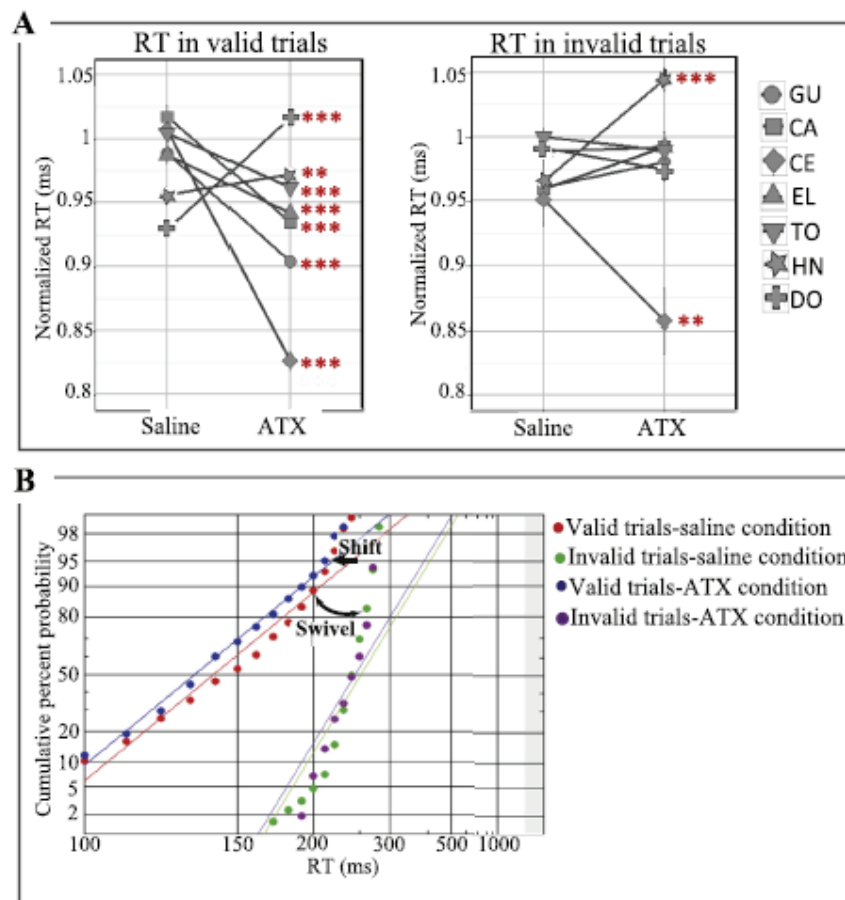 A
RT in valid trials
RT in invalid trials
Normalized RT (ms)
1.05
1
0.95
0.9
0.85
0.8
***
**
***
***
***
***
***
Saline
ATX
Normalized RT (ms)
1.05
1
0.95
0.9
0.85
0.8
***
**
Saline
ATX
GU
CA
CE
EL
TO
HN
DO
B
Cumulative percent probability
98
95
90
80
50
20
10
5
2
Shift
Swivel
100
150
200
300
500
1000
RT (ms)
Valid trials-saline condition
Invalid trials-saline condition
Valid trials-ATX condition
Invalid trials-ATX condition